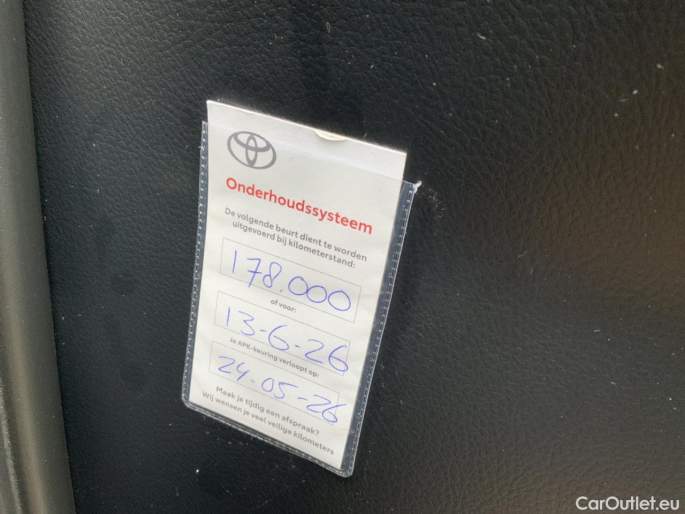 Onderhoudssysteem
De volgende beurt dient te worden
uitgevoerd bij kilometerstand:
178.000
of voor:
13-6-26
Je APK-keuring verloopt op:
24-05-26
Maak je tijdig een afspraak?
Wij wensen je veel veilige kilometers
CarOutlet.eu